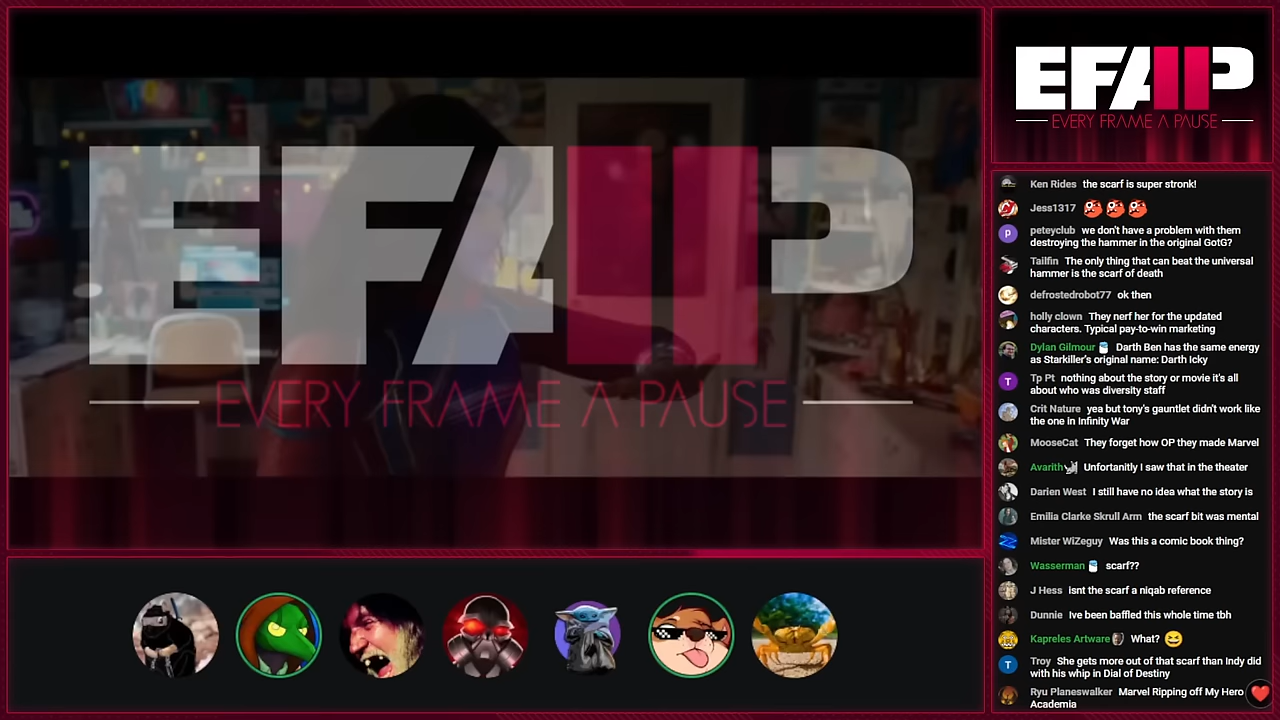 EFAP
EVERY FRAME A PAUSE
EFAP
EVERY FRAME A PAUSE
Ken Rides the scarf is super stronk!
Jess1317
P peteyclub we don't have a problem with them
destroying the hammer in the original GotG?
Tailfin The only thing that can beat the universal
hammer is the scarf of death
defrostedrobot77 ok then
holly clown They nerf her for the updated
characters. Typical pay-to-win marketing
Dylan Gilmour Darth Ben has the same energy
as Starkiller's original name: Darth Icky
T Tp Pt nothing about the story or movie it's all
about who was diversity staff
Crit Nature yea but tony's gauntlet didn't work like
the one in Infinity War
MooseCat They forget how OP they made Marvel
Avarith Unfortanitly I saw that in the theater
Darien West I still have no idea what the story is
Emilia Clarke Skrull Arm the scarf bit was mental
Mister WiZeguy Was this a comic book thing?
Wasserman scarf??
J Hess isnt the scarf a niqab reference
Dunnie Ive been baffled this whole time tbh
Kapreles Artware What?
T Troy She gets more out of that scarf than Indy did
with his whip in Dial of Destiny
Ryu Planeswalker Marvel Ripping off My Hero
Academia